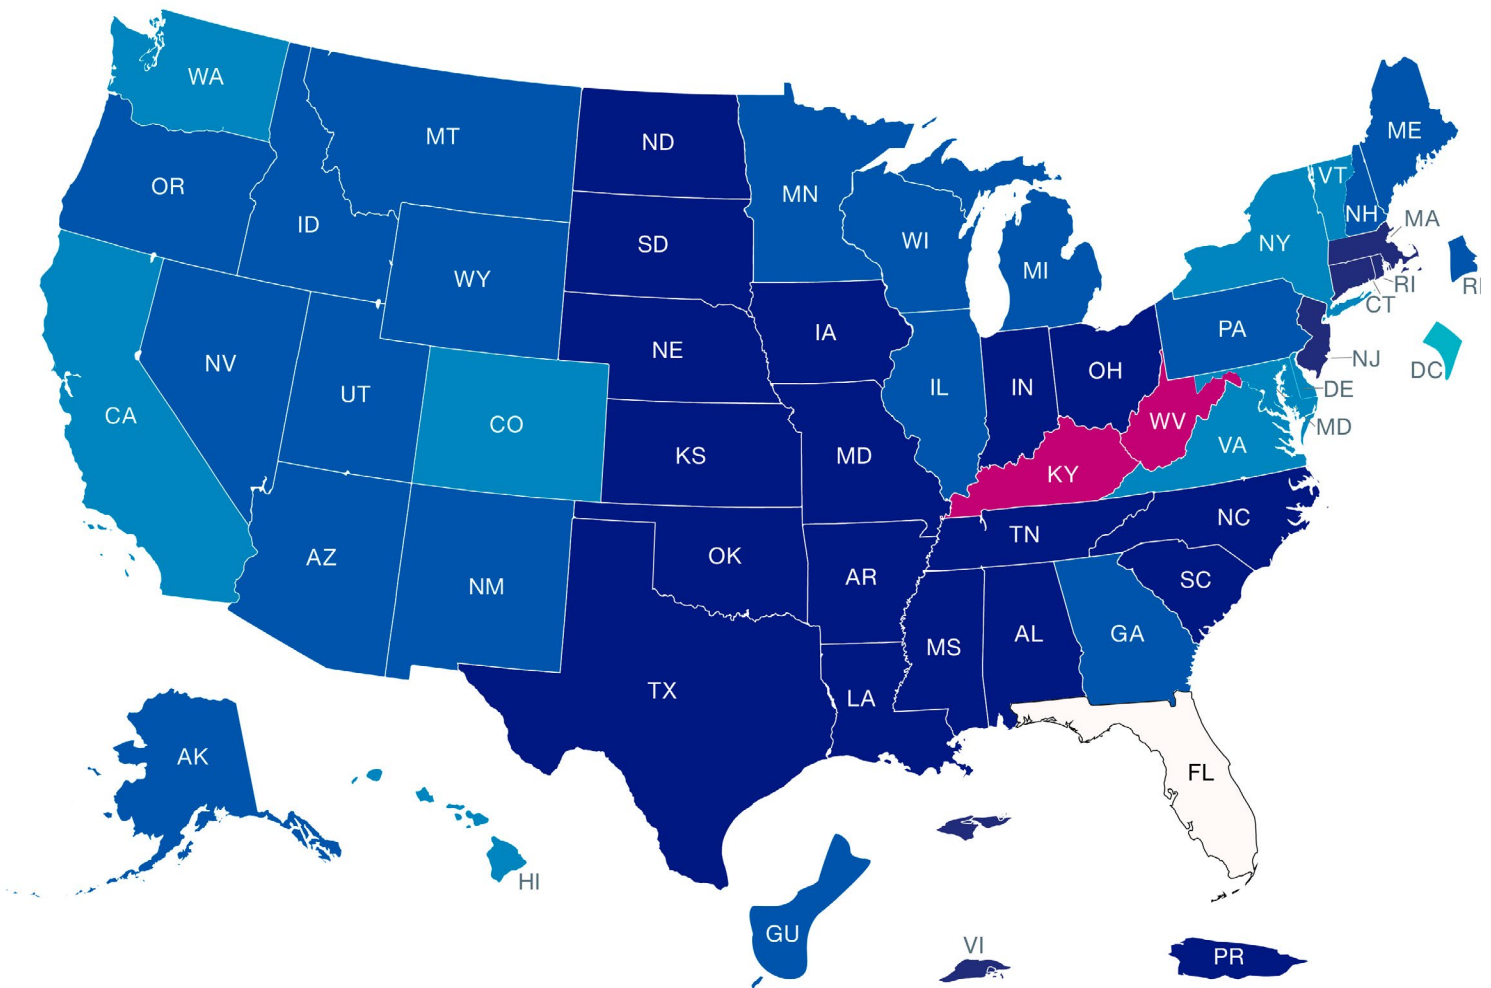 WA
MT
ND
ME
OR
MN
VT
ID
NH
MA
SD
WI
NY
WY
MI
RI
RI
CT
IA
PA
NE
NV
OH
NJ
DC
UT
IL
IN
DE
CA
CO
WV
MD
VA
KS
MD
KY
NC
TN
AZ
OK
AR
SC
NM
AL
GA
MS
TX
LA
AK
FL
HI
GU
VI
PR